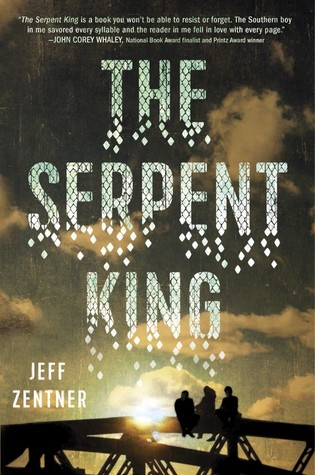 "The Serpent King is a book you won't be able to resist or forget. The Southern boy
in me savored every syllable and the reader in me fell in love with every page."
—JOHN COREY WHALEY, National Book Award finalist and Printz Award winner
THE
SERPENT
KING
JEFF
ZENTNER